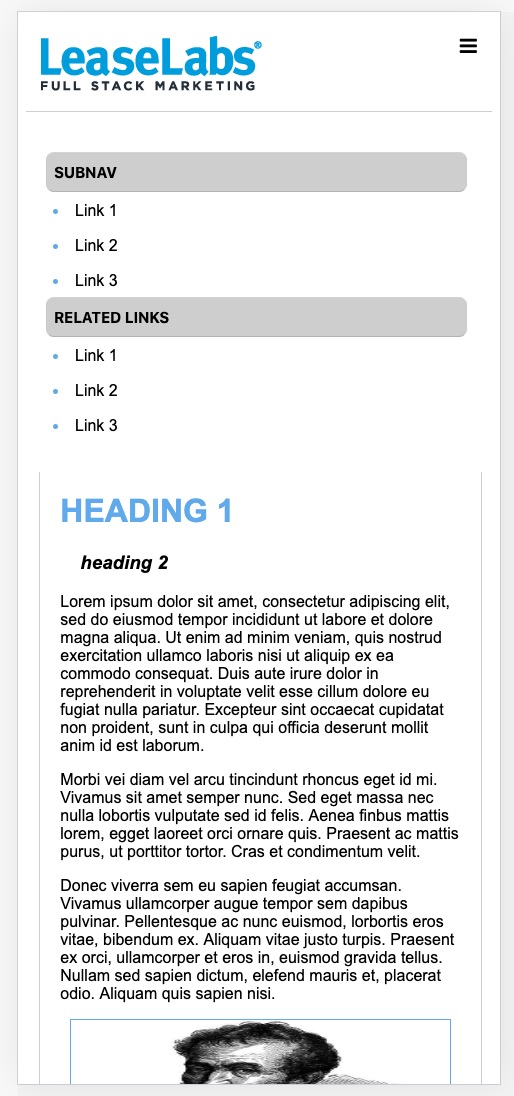 LeaseLabs®
FULL STACK MARKETING
SUBNAV
Link 1
Link 2
Link 3
RELATED LINKS
Link 1
Link 2
Link 3
HEADING 1
heading 2
Lorem ipsum dolor sit amet, consectetur adipiscing elit,
sed do eiusmod tempor incididunt ut labore et dolore
magna aliqua. Ut enim ad minim veniam, quis nostrud
exercitation ullamco laboris nisi ut aliquip ex ea
commodo consequat. Duis aute irure dolor in
reprehenderit in voluptate velit esse cillum dolore eu
fugiat nulla pariatur. Excepteur sint occaecat cupidatat
non proident, sunt in culpa qui officia deserunt mollit
anim id est laborum.
Morbi vei diam vel arcu tincindunt rhoncus eget id mi.
Vivamus sit amet semper nunc. Sed eget massa nec
nulla lobortis vulputate sed id felis. Aenea finbus mattis
lorem, egget laoreet orci ornare quis. Praesent ac mattis
purus, ut porttitor tortor. Cras et condimentum velit.
Donec viverra sem eu sapien feugiat accumsan.
Vivamus ullamcorper augue tempor sem dapibus
pulvinar. Pellentesque ac nunc euismod, lorbortis eros
vitae, bibendum ex. Aliquam vitae justo turpis. Praesent
ex orci, ullamcorper et eros in, euismod gravida tellus.
Nullam sed sapien dictum, elefend mauris et, placerat
odio. Aliquam quis sapien nisi.